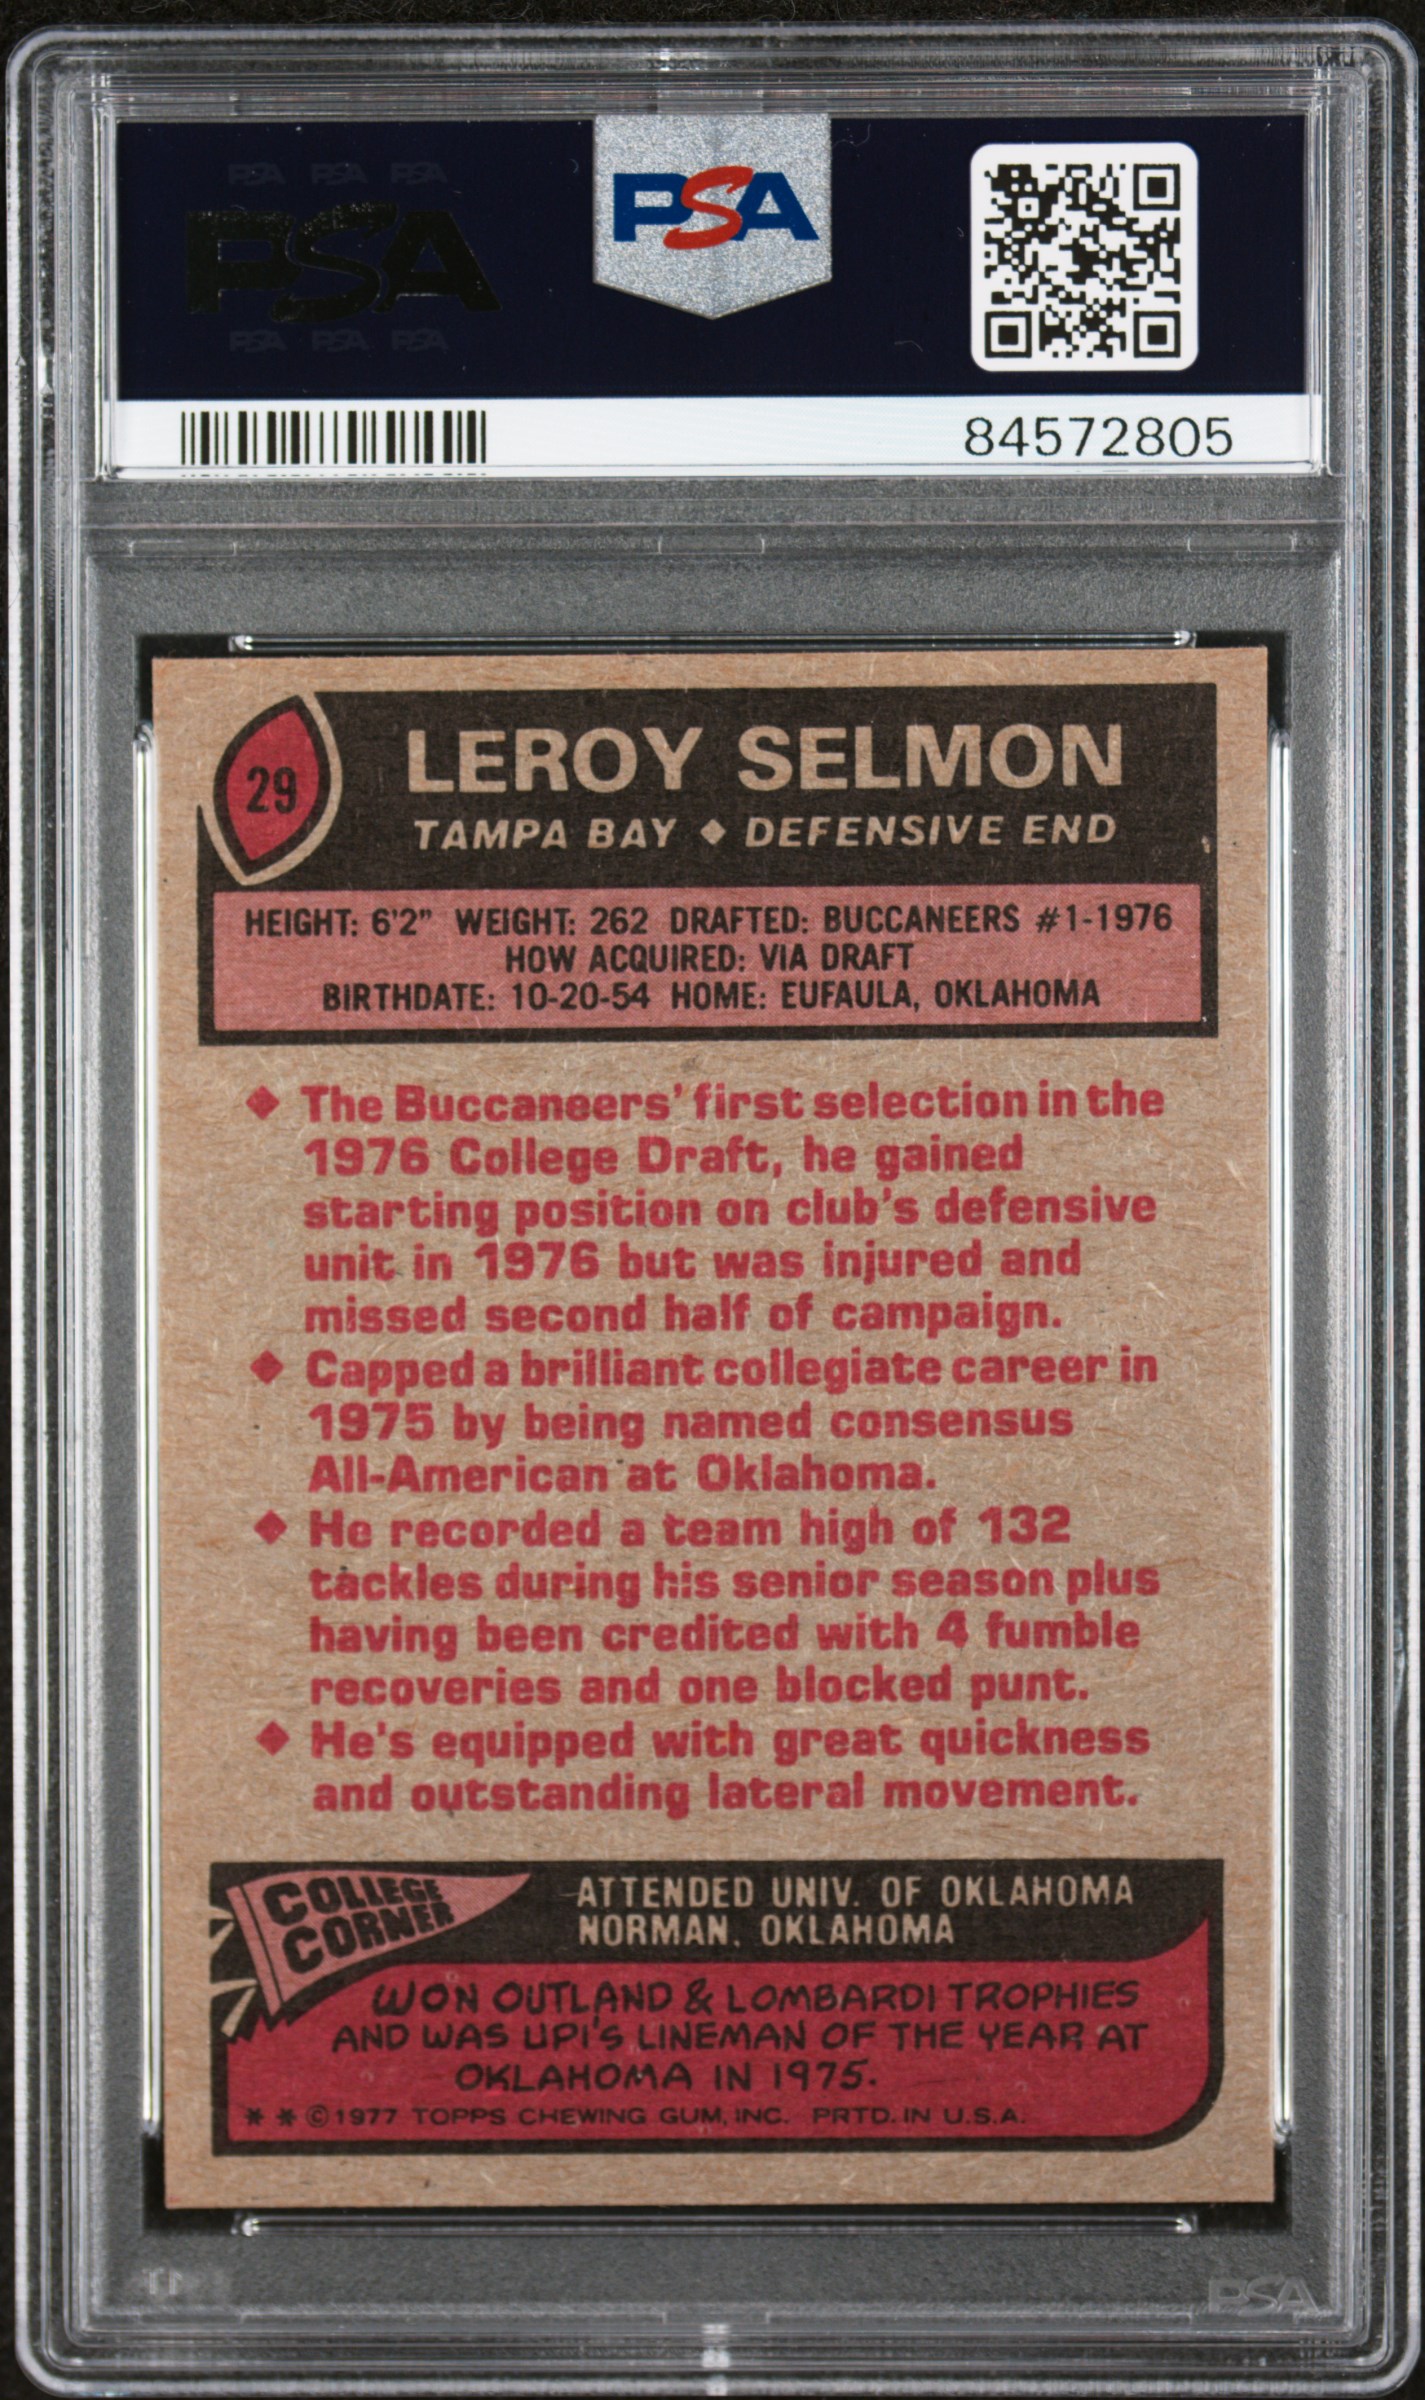 PSA PSA PSA
PSA
PSA PSA PSA
PSA
84572805
29
LEROY SELMON
TAMPA BAY ◆ DEFENSIVE END
HEIGHT: 6'2" WEIGHT: 262 DRAFTED: BUCCANEERS #1-1976
HOW ACQUIRED: VIA DRAFT
BIRTHDATE: 10-20-54 HOME: EUFAULA, OKLAHOMA
◆ The Buccaneers' first selection in the
1976 College Draft, he gained
starting position on club's defensive
unit in 1976 but was injured and
missed second half of campaign.
◆ Capped a brilliant collegiate career in
1975 by being named consensus
All-American at Oklahoma.
◆ He recorded a team high of 132
tackles during his senior season plus
having been credited with 4 fumble
recoveries and one blocked punt.
◆ He's equipped with great quickness
and outstanding lateral movement.
COLLEGE
CORNER
ATTENDED UNIV. OF OKLAHOMA
NORMAN, OKLAHOMA
WON OUTLAND & LOMBARDI TROPHIES
AND WAS UPI'S LINEMAN OF THE YEAR AT
OKLAHOMA IN 1975.
* * © 1977 TOPPS CHEWING GUM, INC. PRTD. IN U.S.A.
PSA